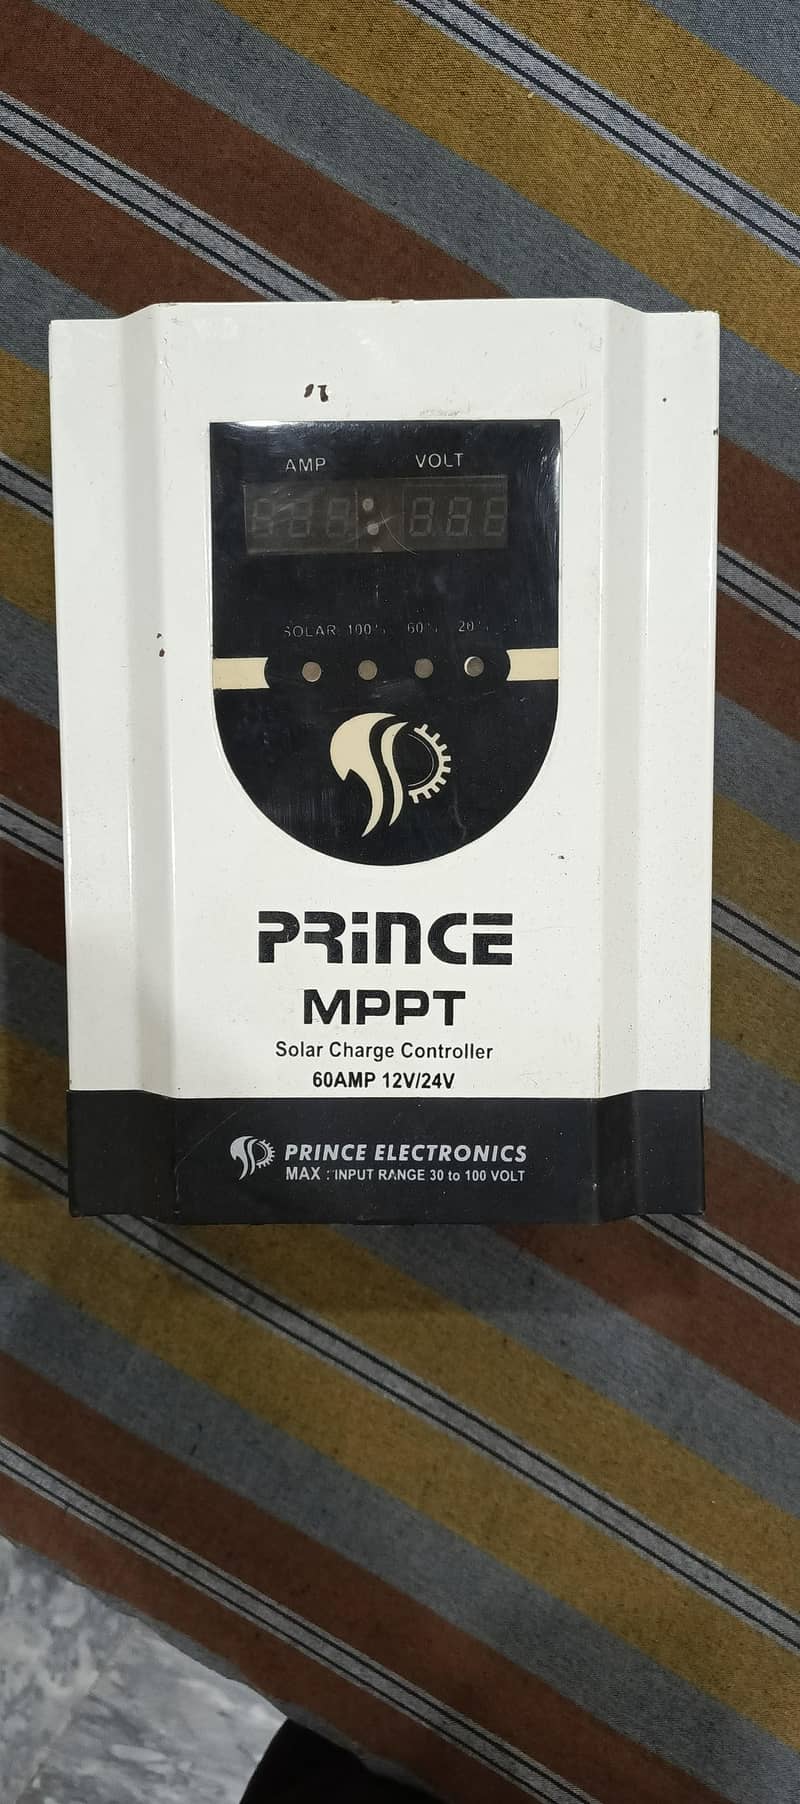 AMP VOLT
SOLAR 100% 60% 20%
PRINCE
MPPT
Solar Charge Controller
60AMP 12V/24V
PRINCE ELECTRONICS
MAX : INPUT RANGE 30 to 100 VOLT